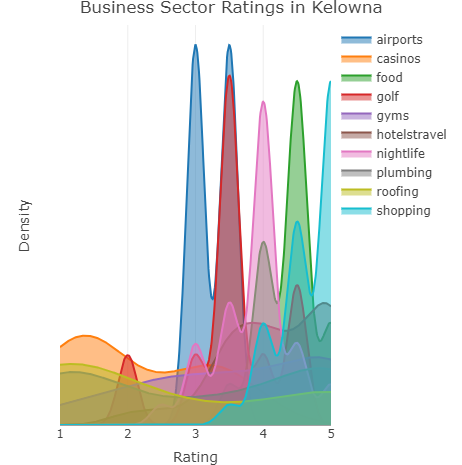 Business Sector Ratings in Kelowna
airports
casinos
food
golf
gyms
hotelstravel
nightlife
plumbing
roofing
shopping
Density
1 2 3 4 5
Rating